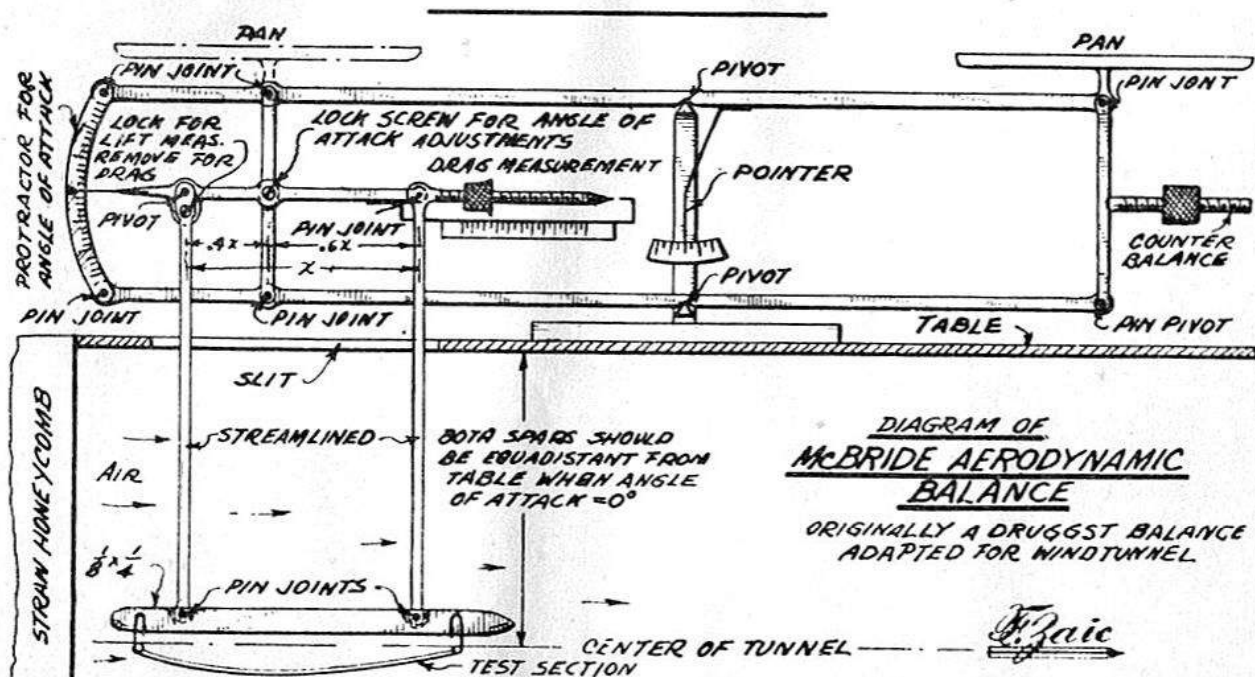 PAN
PAN
PIN JOINT
PIVOT
PIN JONT
PROTRACTOR FOR
ANGLE OF ATTACK
LOCK FOR
LIFT MEAS.
REMOVE FOR
DRAG
LOCK SCREW FOR ANGLE OF
ATTACK ADJUSTMENTS
DRAG MEASUREMENT
POINTER
PIVOT
PIN JOINT
.4x
.6x
x
COUNTER
BALANCE
PIVOT
PIN JOINT
PIN JOINT
PIN PIVOT
TABLE
SLIT
STRAN HONEYCOMB
STREAMLINED
AIR
BOTA SPARS SHOULD
BE EQUADISTANT FROM
TABLE WHEN ANGLE
OF ATTACK = 0°
DIAGRAM OF
McBRIDE AERODYNAMIC
BALANCE
ORIGINALLY A DRUGGST BALANCE
ADAPTED FOR WINDTUNNEL
1/8 x 1/4
PIN JOINTS
CENTER OF TUNNEL
TEST SECTION
F. Zaic